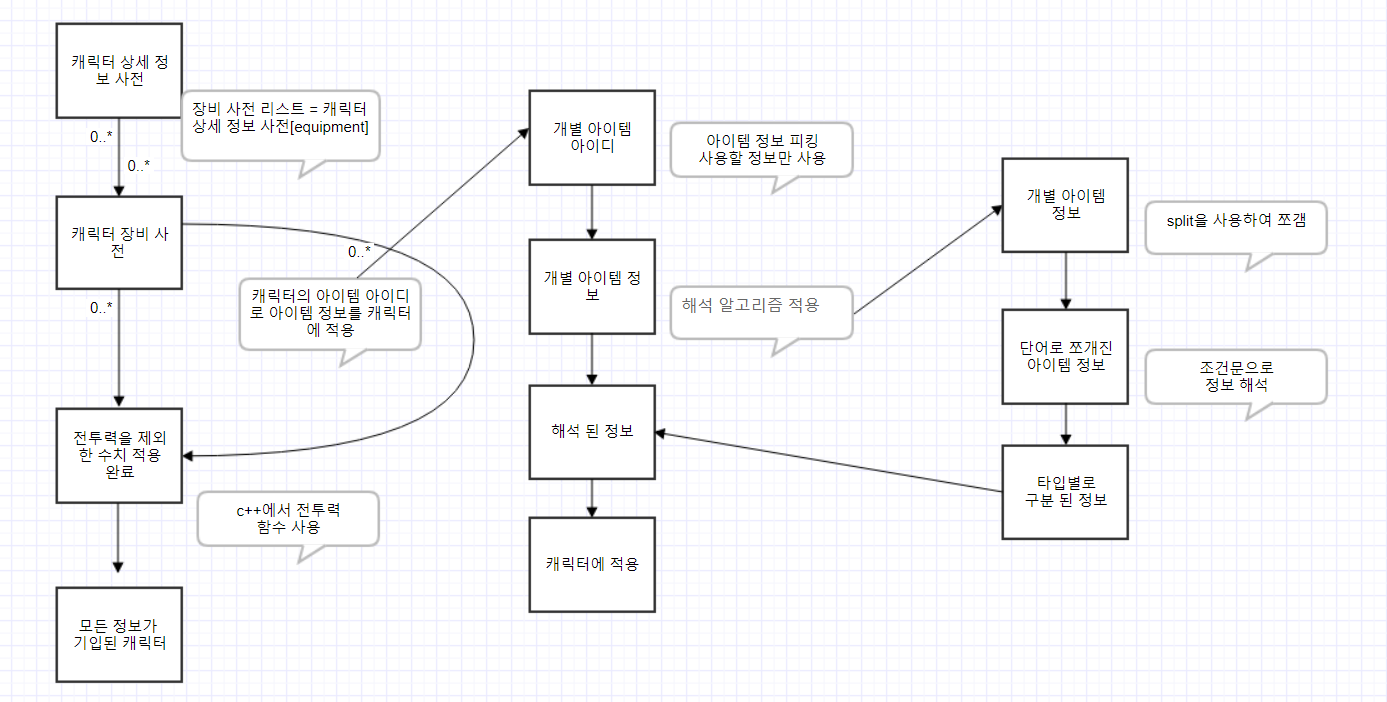 캐릭터 상세 정
보 사전
0..*
0..*
장비 사전 리스트 = 캐릭터
상세 정보 사전[equipment]
캐릭터 장비 사
전
0..*
0..*
캐릭터의 아이템 아이디
로 아이템 정보를 캐릭터
에 적용
전투력을 제외
한 수치 적용
완료
c++에서 전투력
함수 사용
모든 정보가
기입된 캐릭터
개별 아이템
아이디
아이템 정보 피킹
사용할 정보만 사용
개별 아이템 정
보
해석 알고리즘 적용
해석 된 정보
캐릭터에 적용
개별 아이템
정보
split을 사용하여 쪼갬
단어로 쪼개진
아이템 정보
조건문으로
정보 해석
타입별로
구분 된 정보